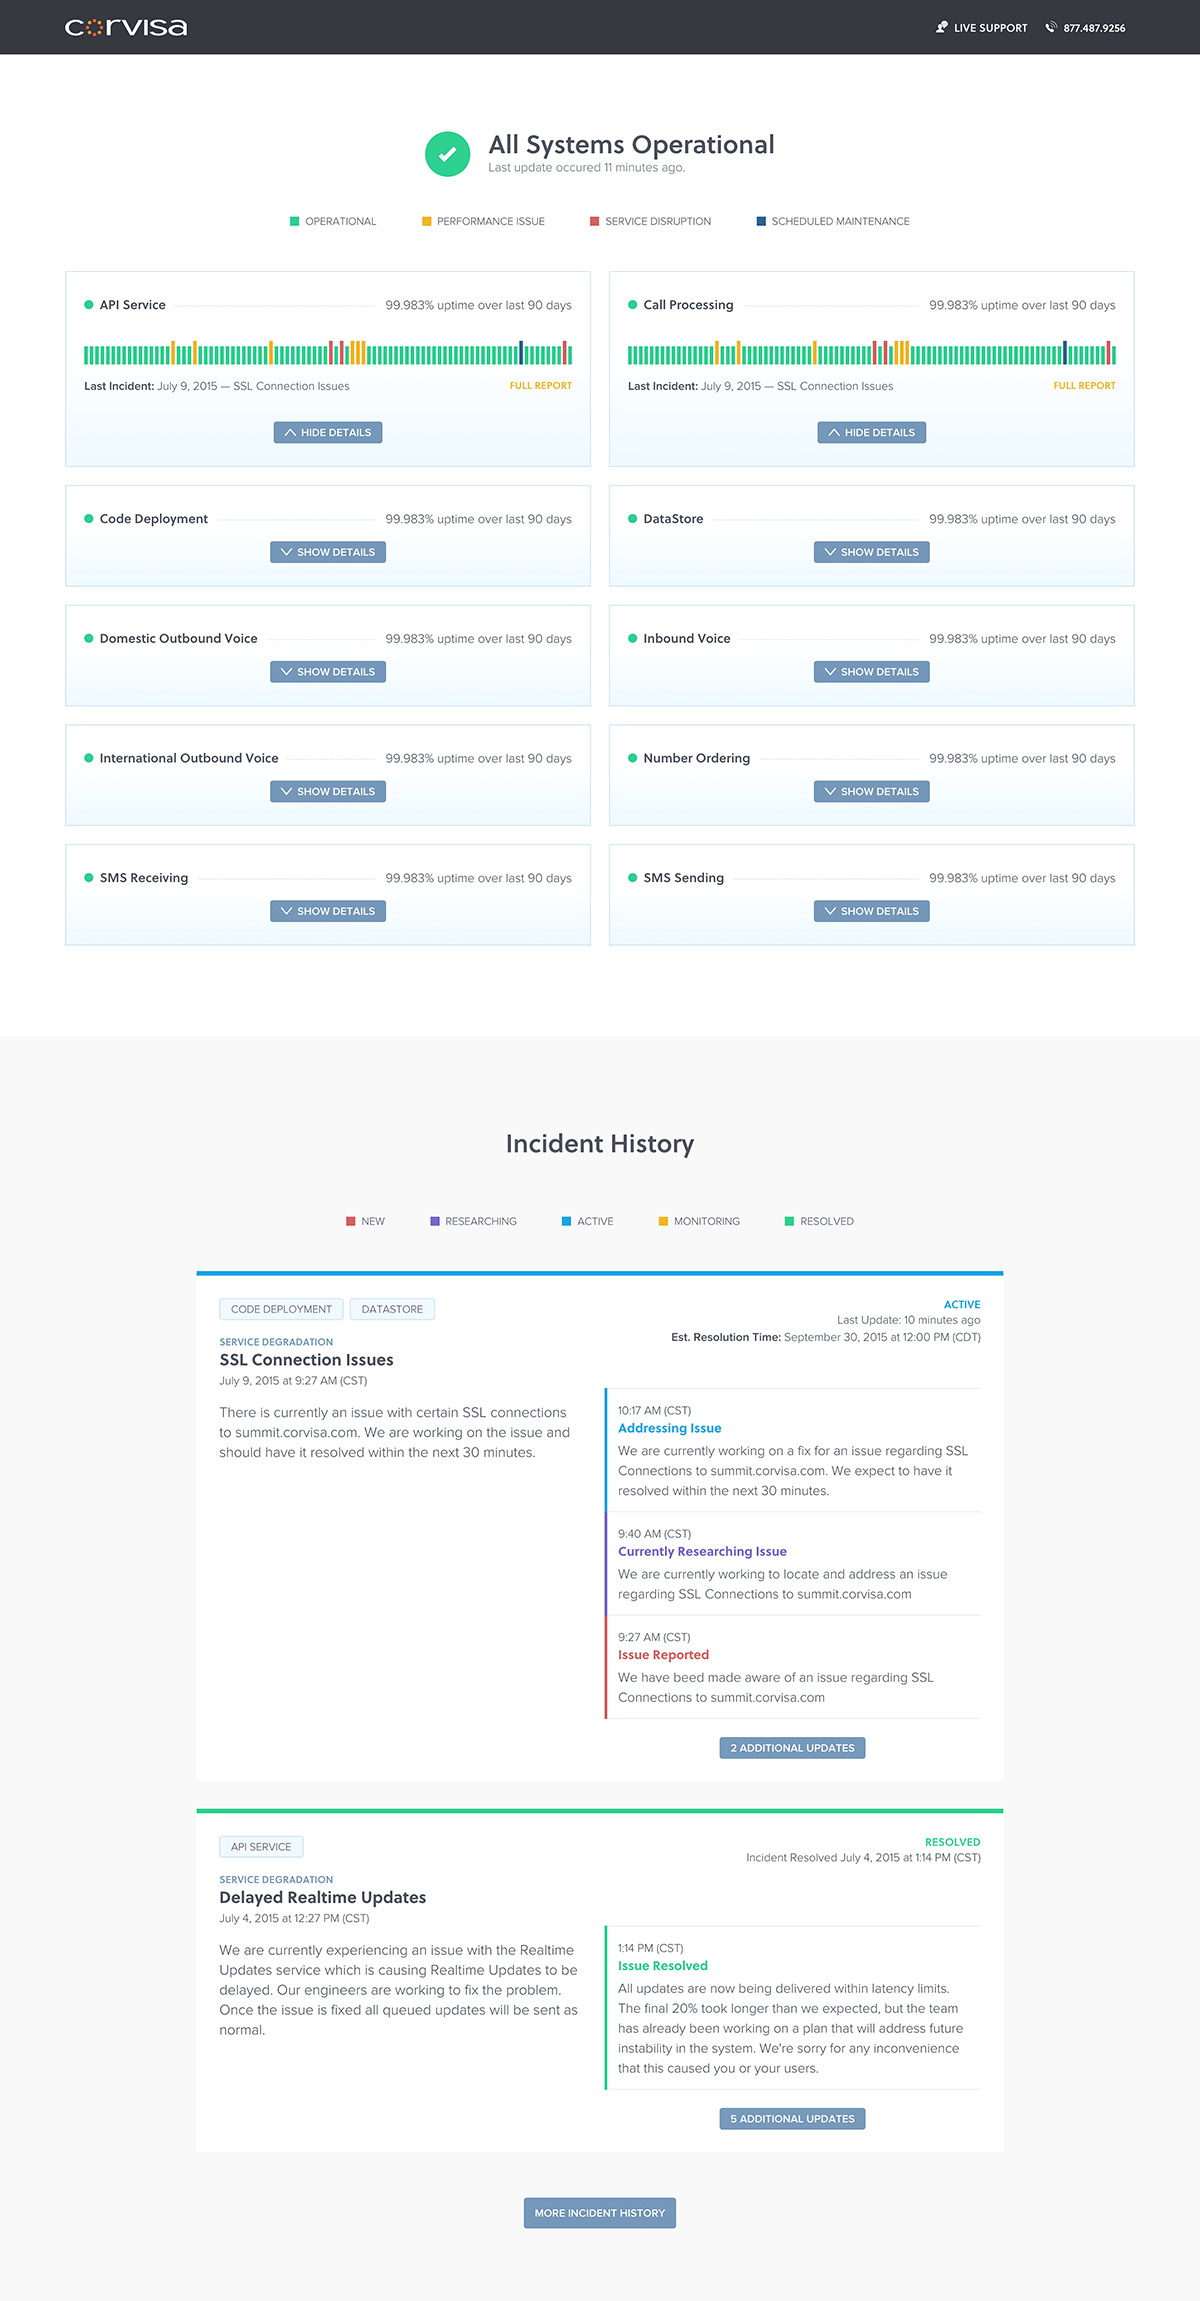 corvisa
LIVE SUPPORT
877.487.9256
All Systems Operational
Last update occured 11 minutes ago.
OPERATIONAL
PERFORMANCE ISSUE
SERVICE DISRUPTION
SCHEDULED MAINTENANCE
API Service
99.983% uptime over last 90 days
Last Incident: July 9, 2015 — SSL Connection Issues
FULL REPORT
HIDE DETAILS
Call Processing
99.983% uptime over last 90 days
Last Incident: July 9, 2015 — SSL Connection Issues
FULL REPORT
HIDE DETAILS
Code Deployment
99.983% uptime over last 90 days
SHOW DETAILS
DataStore
99.983% uptime over last 90 days
SHOW DETAILS
Domestic Outbound Voice
99.983% uptime over last 90 days
SHOW DETAILS
Inbound Voice
99.983% uptime over last 90 days
SHOW DETAILS
International Outbound Voice
99.983% uptime over last 90 days
SHOW DETAILS
Number Ordering
99.983% uptime over last 90 days
SHOW DETAILS
SMS Receiving
99.983% uptime over last 90 days
SHOW DETAILS
SMS Sending
99.983% uptime over last 90 days
SHOW DETAILS
Incident History
NEW
RESEARCHING
ACTIVE
MONITORING
RESOLVED
CODE DEPLOYMENT
DATASTORE
ACTIVE
Last Update: 10 minutes ago
Est. Resolution Time: September 30, 2015 at 12:00 PM (CDT)
SERVICE DEGRADATION
SSL Connection Issues
July 9, 2015 at 9:27 AM (CST)
There is currently an issue with certain SSL connections
to summit.corvisa.com. We are working on the issue and
should have it resolved within the next 30 minutes.
10:17 AM (CST)
Addressing Issue
We are currently working on a fix for an issue regarding SSL
Connections to summit.corvisa.com. We expect to have it
resolved within the next 30 minutes.
9:40 AM (CST)
Currently Researching Issue
We are currently working to locate and address an issue
regarding SSL Connections to summit.corvisa.com
9:27 AM (CST)
Issue Reported
We have beed made aware of an issue regarding SSL
Connections to summit.corvisa.com
2 ADDITIONAL UPDATES
API SERVICE
RESOLVED
Incident Resolved July 4, 2015 at 1:14 PM (CST)
SERVICE DEGRADATION
Delayed Realtime Updates
July 4, 2015 at 12:27 PM (CST)
We are currently experiencing an issue with the Realtime
Updates service which is causing Realtime Updates to be
delayed. Our engineers are working to fix the problem.
Once the issue is fixed all queued updates will be sent as
normal.
1:14 PM (CST)
Issue Resolved
All updates are now being delivered within latency limits.
The final 20% took longer than we expected, but the team
has already been working on a plan that will address future
instability in the system. We're sorry for any inconvenience
that this caused you or your users.
5 ADDITIONAL UPDATES
MORE INCIDENT HISTORY